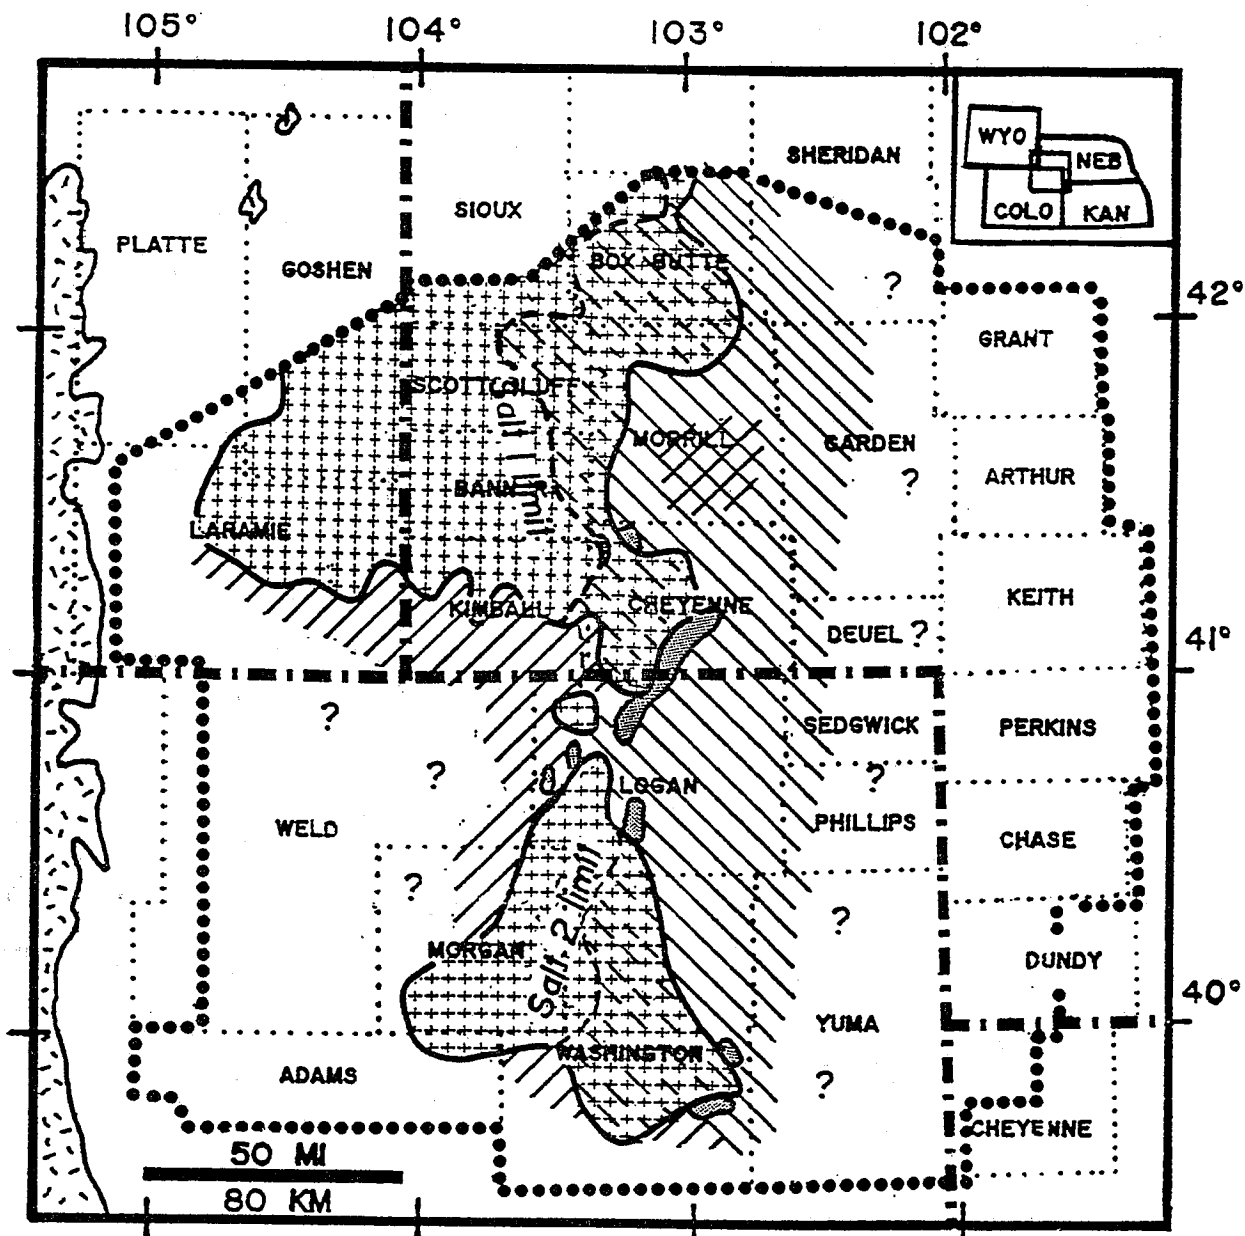 105° 104° 103° 102°
SHERIDAN
WYO
NEB
COLO KAN
SIOUX
PLATTE
GOSHEN
BOX BUTTE
?
42°
GRANT
SCOTTS BLUFF
Salt 1 limit
MORRILL
GARDEN
?
ARTHUR
BANNER
LARAMIE
KIMBALL
CHEYENNE
KEITH
DEUEL ?
41°
?
SEDGWICK
PERKINS
?
LOGAN
?
WELD
PHILLIPS
CHASE
?
Salt 2 limit
?
MORGAN
DUNDY
40°
YUMA
WASHINGTON
ADAMS
?
CHEYENNE
50 MI
80 KM